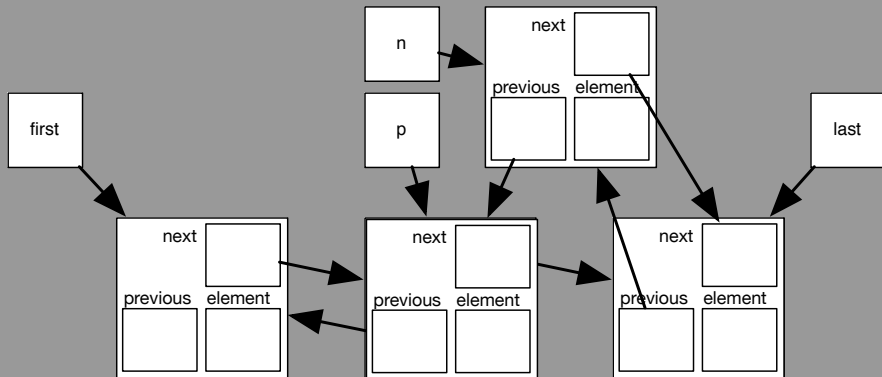 n
next
previous element
first
p
last
next
previous element
next
previous element
next
previous element